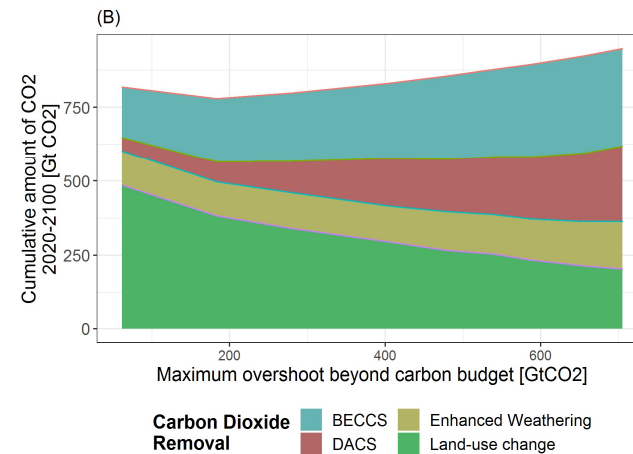 (B)
Cumulative amount of CO2
2020-2100 [Gt CO2]
750
500
250
0
200 400 600
Maximum overshoot beyond carbon budget [GtCO2]
Carbon Dioxide
Removal
BECCS Enhanced Weathering
DACS Land-use change